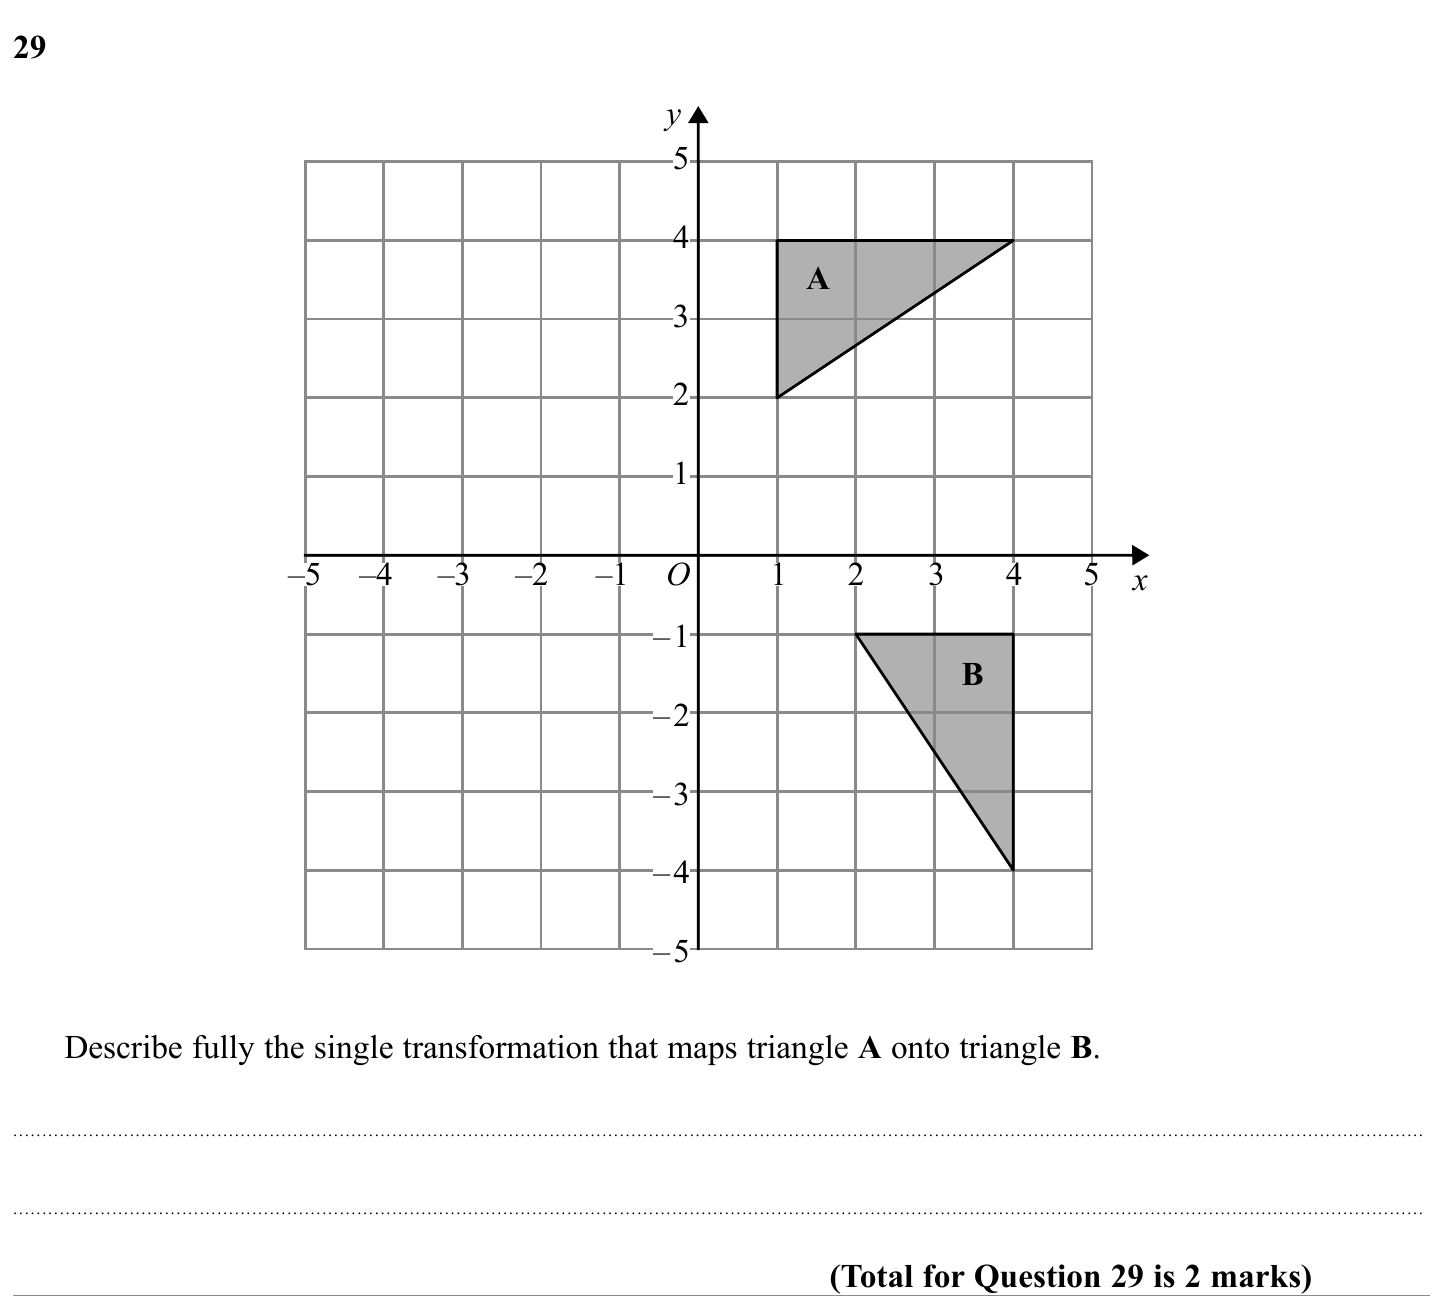 29
y
5
4
A
3
2
1
–5 –4 –3 –2 –1 O 1 2 3 4 5 x
–1
B
–2
–3
–4
–5
Describe fully the single transformation that maps triangle A onto triangle B.
(Total for Question 29 is 2 marks)